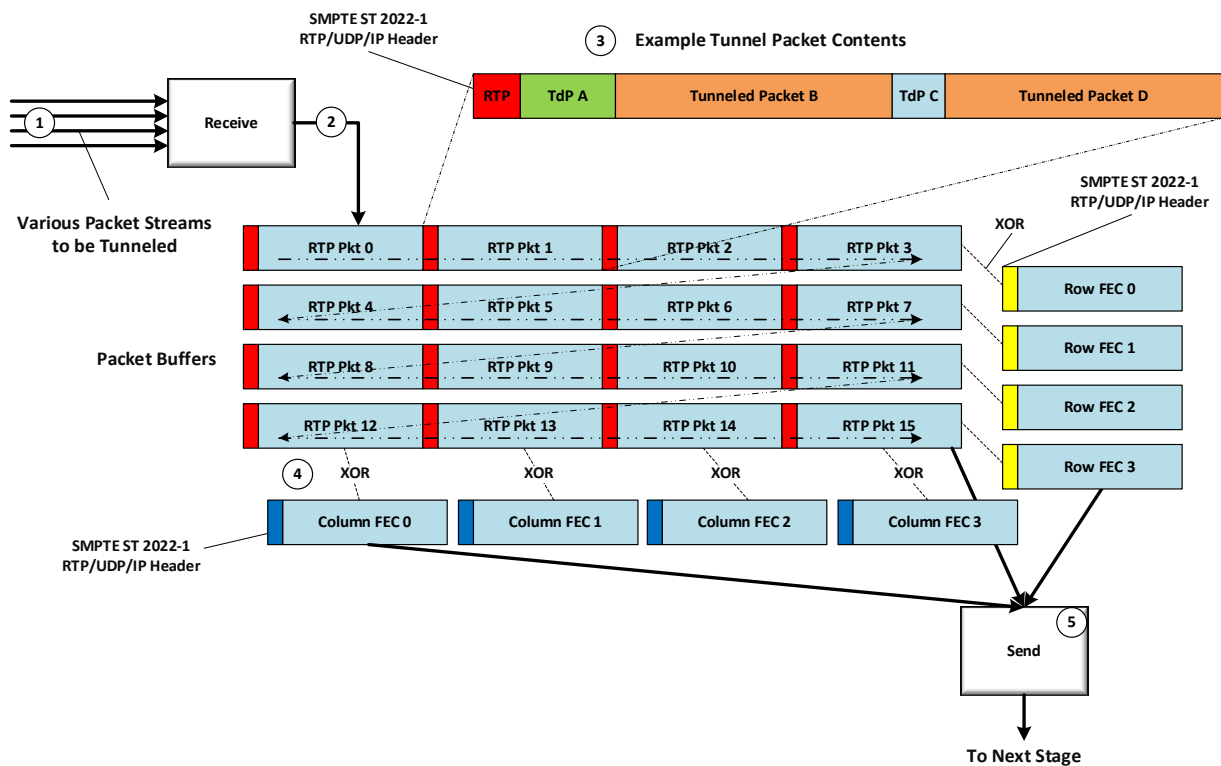 SMPTE ST 2022-1
RTP/UDP/IP Header
3 Example Tunnel Packet Contents
RTP TdP A Tunneled Packet B TdP C Tunneled Packet D
1
Receive
2
Various Packet Streams
to be Tunneled
SMPTE ST 2022-1
RTP/UDP/IP Header
XOR
RTP Pkt 0 RTP Pkt 1 RTP Pkt 2 RTP Pkt 3
Row FEC 0
RTP Pkt 4 RTP Pkt 5 RTP Pkt 6 RTP Pkt 7
Row FEC 1
Packet Buffers
RTP Pkt 8 RTP Pkt 9 RTP Pkt 10 RTP Pkt 11
Row FEC 2
RTP Pkt 12 RTP Pkt 13 RTP Pkt 14 RTP Pkt 15
Row FEC 3
4
XOR XOR XOR XOR
Column FEC 0 Column FEC 1 Column FEC 2 Column FEC 3
SMPTE ST 2022-1
RTP/UDP/IP Header
5
Send
To Next Stage